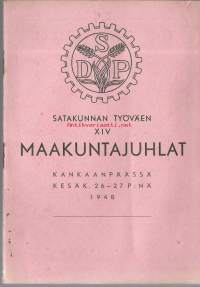 SDP
SATAKUNNAN TYÖVÄEN
XIV
MAAKUNTAJUHLAT
KANKAANPÄÄSSÄ
KESÄK. 26-27 P:NÄ
1948